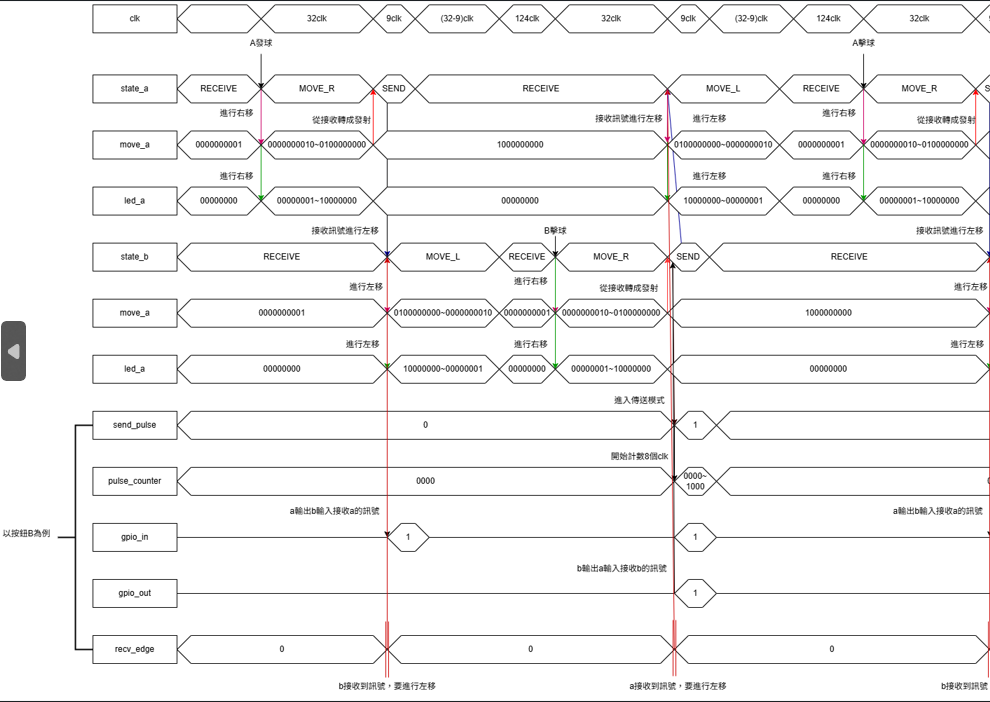 clk 32clk 9clk (32-9)clk 124clk 32clk 9clk (32-9)clk 124clk 32clk
A發球 A擊球
state_a RECEIVE MOVE_R SEND RECEIVE MOVE_L RECEIVE MOVE_R
進行右移 從接收轉成發射 接收訊號進行左移 進行左移 進行右移 從接收轉成發射
move_a 0000000001 0000000010~0100000000 1000000000 0100000000~0000000010 0000000001 0000000010~0100000000
進行右移 進行左移 進行右移
led_a 00000000 00000001~10000000 00000000 10000000~00000001 00000000 00000001~10000000
接收訊號進行左移 B擊球 接收訊號進行左移
state_b RECEIVE MOVE_L RECEIVE MOVE_R SEND RECEIVE
進行左移 進行右移 從接收轉成發射 進行左移
move_a 0000000001 0100000000~0000000010 0000000001 0000000010~0100000000 1000000000
進行左移 進行右移 進行左移
led_a 00000000 10000000~00000001 00000000 00000001~10000000 00000000
進入傳送模式
send_pulse 0 1
開始計數8個clk
pulse_counter 0000 0000~
1000
a輸出b輸入接收a的訊號 a輸出b輸入接收a的訊號
以按鈕B為例 gpio_in 1 1
b輸出a輸入接收b的訊號
gpio_out 1
recv_edge 0 0 0
b接收到訊號，要進行左移 a接收到訊號，要進行左移 b接收到訊號